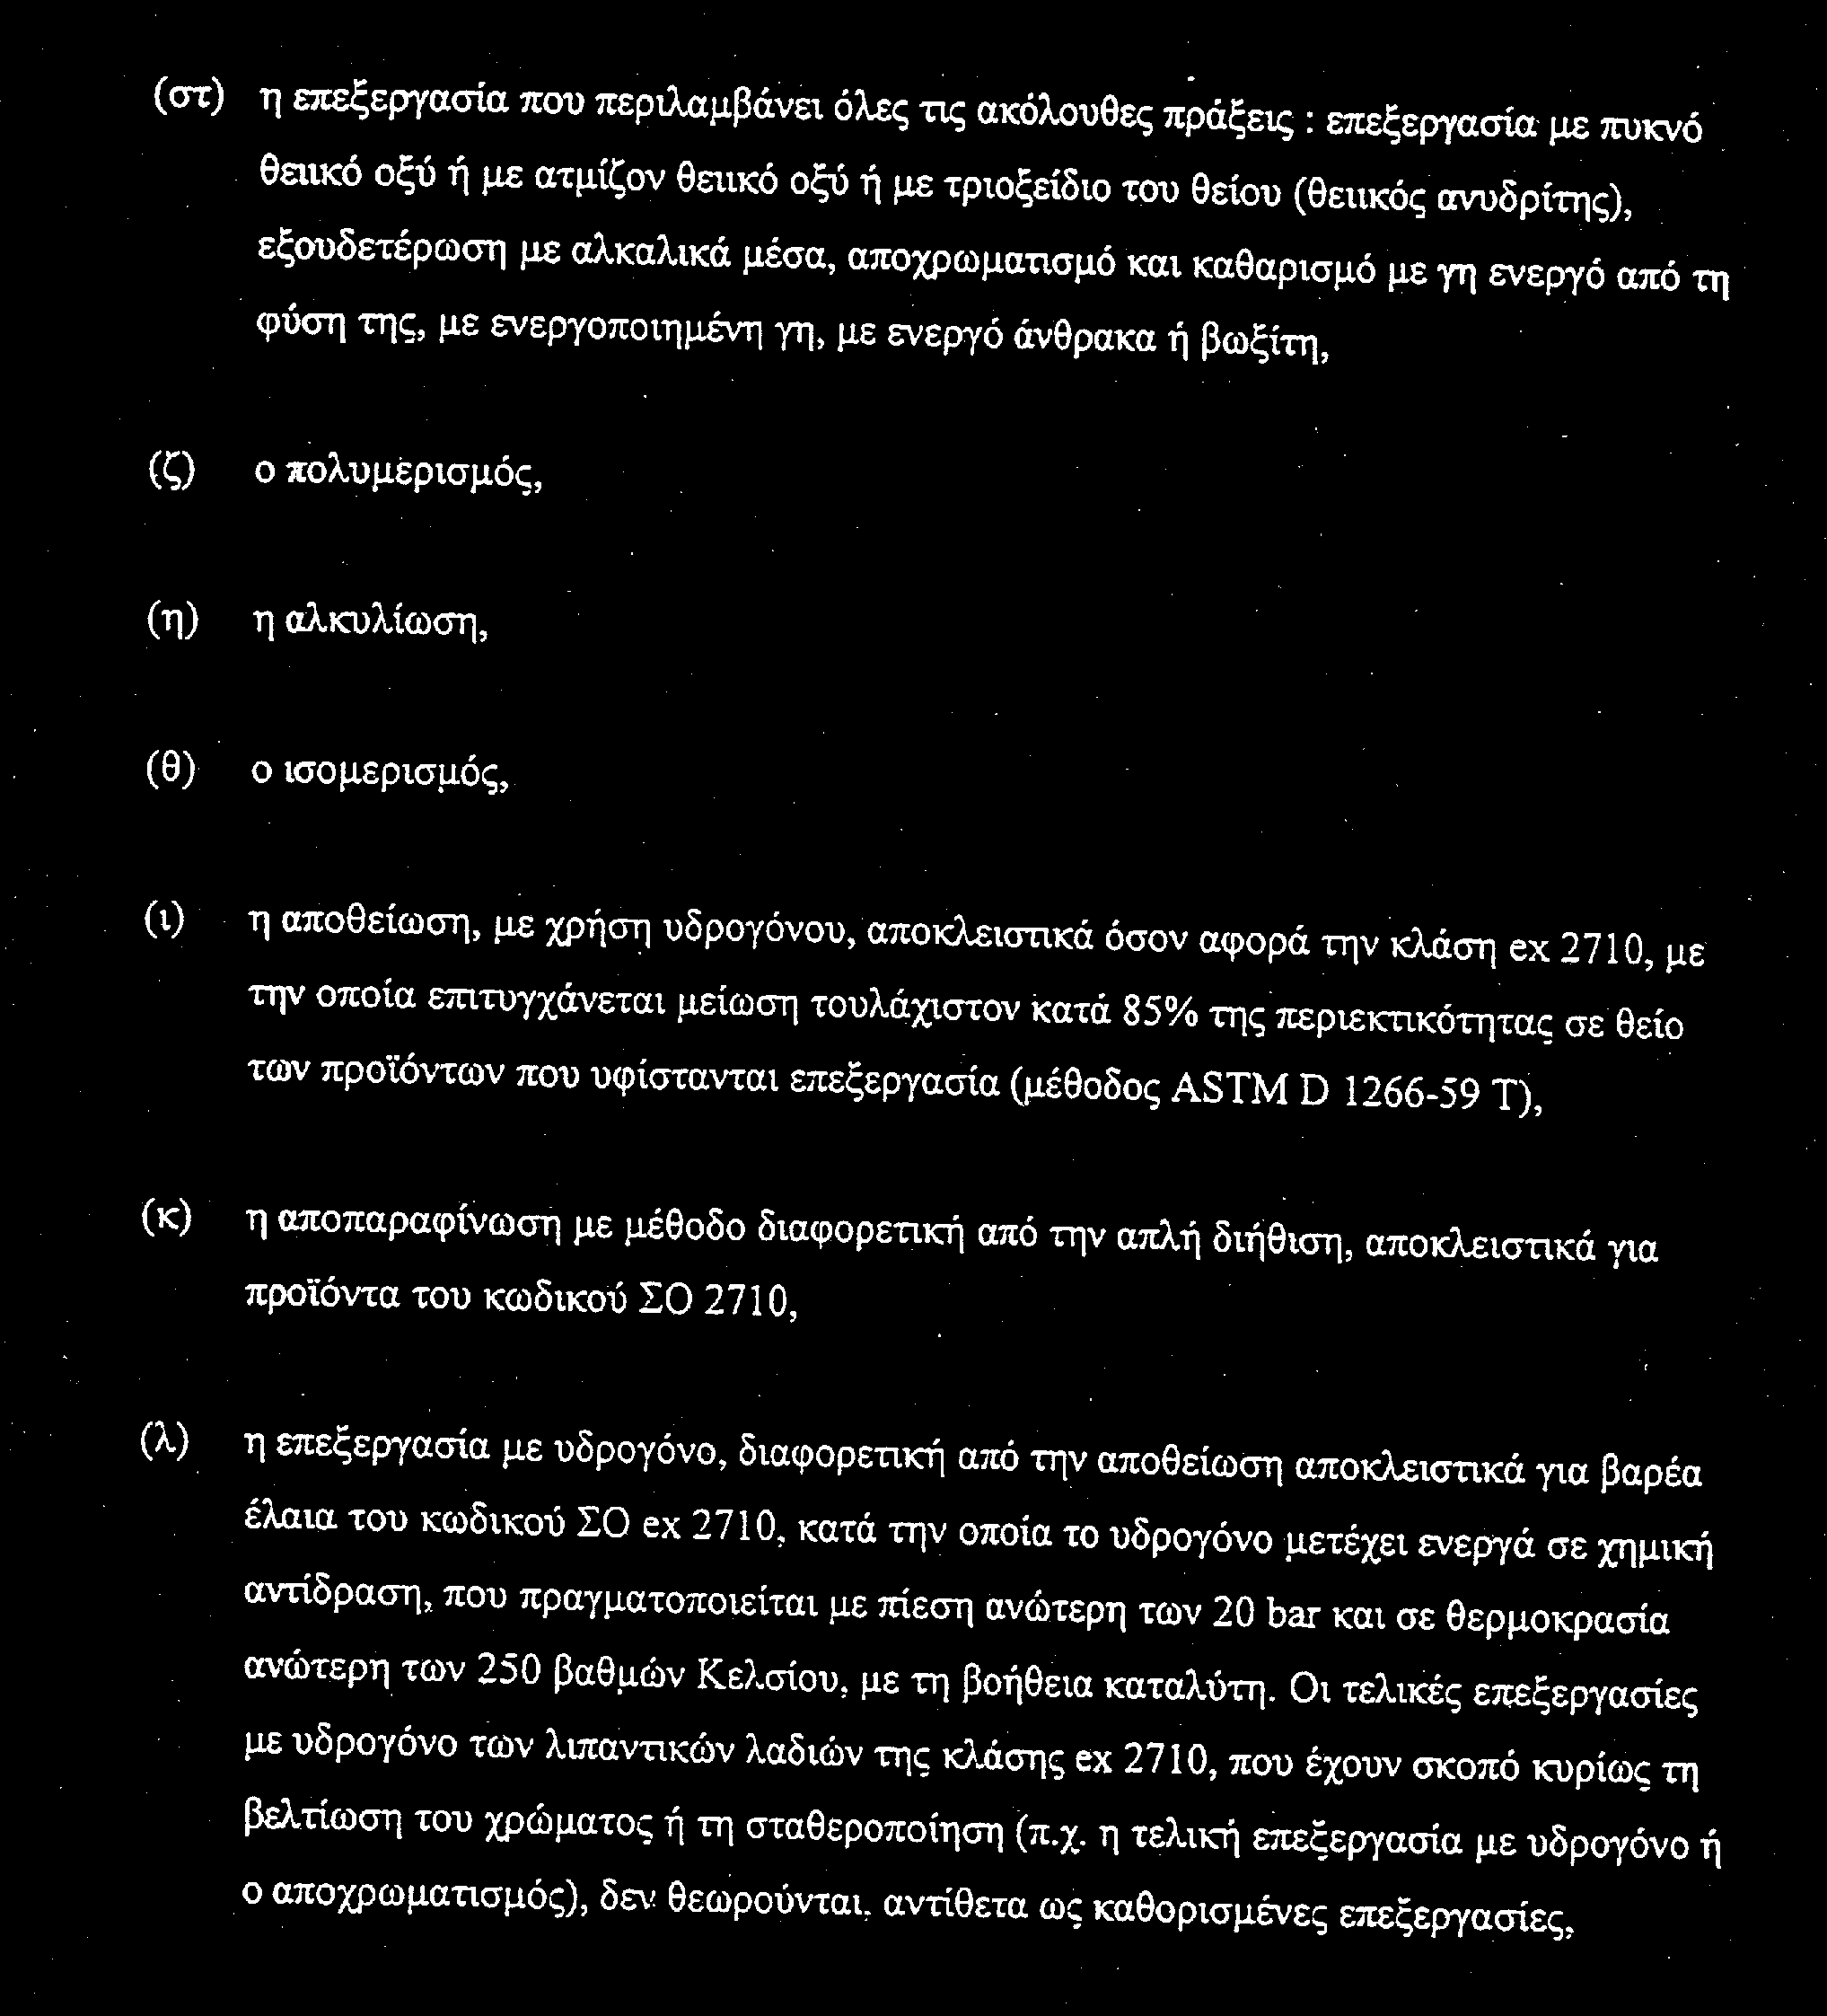 (στ) η επεξεργασία που περιλαμβάνει όλες τις ακόλουθες πράξεις : επεξεργασία με πυκνό
θειικό οξύ ή με ατμίζον θειικό οξύ ή με τριοξείδιο του θείου (θειικός ανυδρίτης),
εξουδετέρωση με αλκαλικά μέσα, αποχρωματισμό και καθαρισμό με γη ενεργό από τη
φύση της, με ενεργοποιημένη γη, με ενεργό άνθρακα ή βωξίτη,
(ζ) ο πολυμερισμός,
(η) η αλκυλίωση,
(θ) ο ισομερισμός,
(ι) η αποθείωση, με χρήση υδρογόνου, αποκλειστικά όσον αφορά την κλάση ex 2710, με
την οποία επιτυγχάνεται μείωση τουλάχιστον κατά 85% της περιεκτικότητας σε θείο
των προϊόντων που υφίστανται επεξεργασία (μέθοδος ASTM D 1266-59 T),
(κ) η αποπαραφίνωση με μέθοδο διαφορετική από την απλή διήθιση, αποκλειστικά για
προϊόντα του κωδικού ΣΟ 2710,
(λ) η επεξεργασία με υδρογόνο, διαφορετική από την αποθείωση αποκλειστικά για βαρέα
έλαια του κωδικού ΣΟ ex 2710, κατά την οποία το υδρογόνο μετέχει ενεργά σε χημική
αντίδραση, που πραγματοποιείται με πίεση ανώτερη των 20 bar και σε θερμοκρασία
ανώτερη των 250 βαθμών Κελσίου, με τη βοήθεια καταλύτη. Οι τελικές επεξεργασίες
με υδρογόνο των λιπαντικών λαδιών της κλάσης ex 2710, που έχουν σκοπό κυρίως τη
βελτίωση του χρώματος ή τη σταθεροποίηση (π.χ. η τελική επεξεργασία με υδρογόνο ή
ο αποχρωματισμός), δεν θεωρούνται, αντίθετα ως καθορισμένες επεξεργασίες,